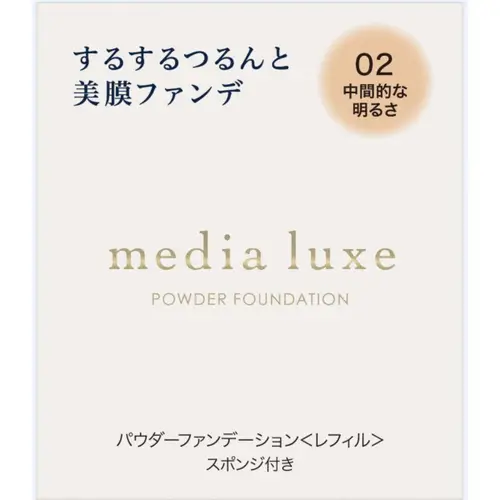 するするつるんと
美膜ファンデ
02
中間的な
明るさ
media luxe
POWDER FOUNDATION
パウダーファンデーション<レフィル>
スポンジ付き